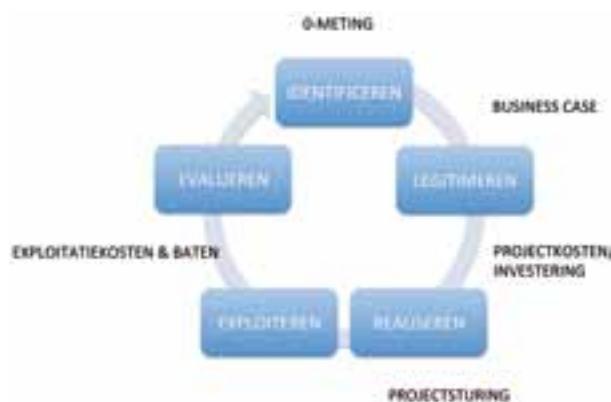 0-METING
IDENTIFICEREN
BUSINESS CASE
EVALUEREN
LEGITIMEREN
EXPLOITATIEKOSTEN & BATEN
PROJECTKOSTEN/
INVESTERING
EXPLOITEREN
REALISEREN
PROJECTSTURING